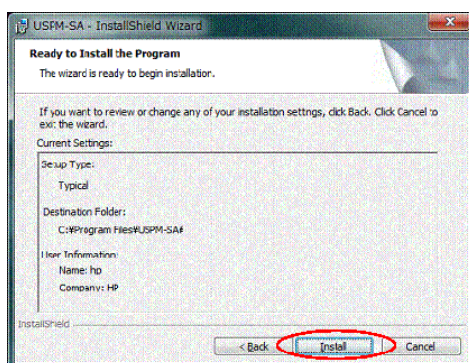 USPM-SA - InstallShield Wizard
Ready to Install the Program
The wizard is ready to begin installation.
If you want to review or change any of your installation settings, click Back. Click Cancel to
exit the wizard.
Current Settings:
Setup Type:
Typical
Destination Folder:
C:¥Program Files¥USPM-SA¥
User Information:
Name: hp
Company: HP
InstallShield
< Back
Install
Cancel